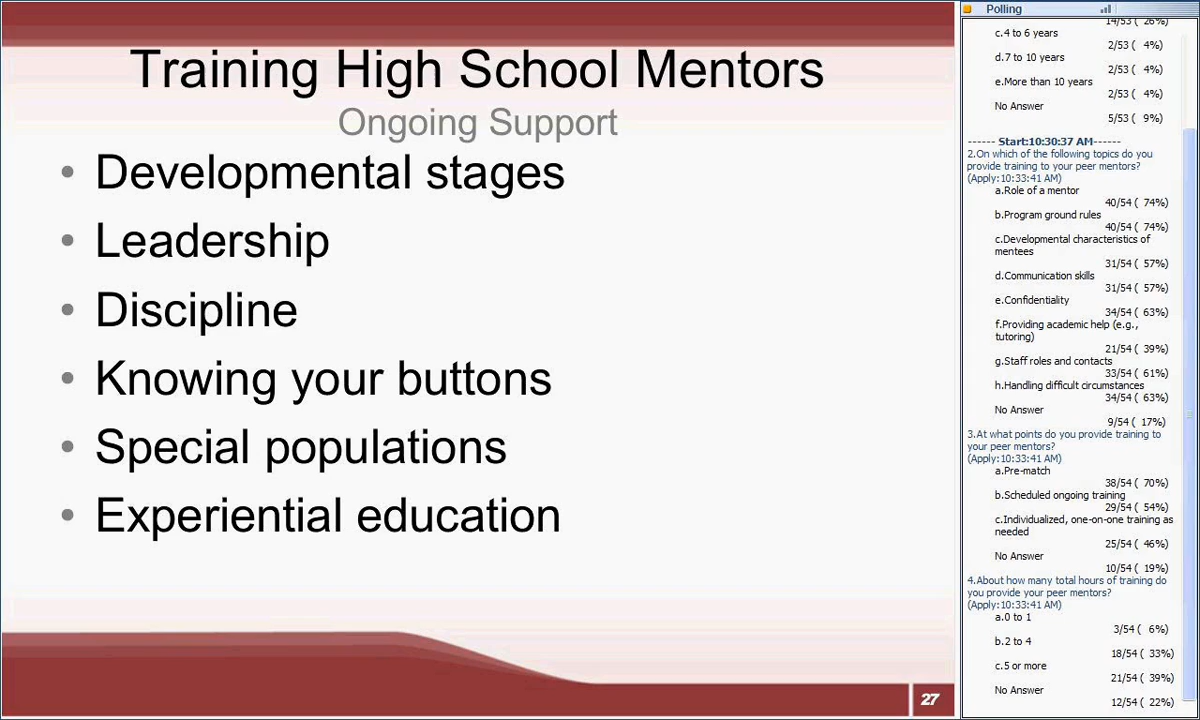 Training High School Mentors
Ongoing Support
• Developmental stages
• Leadership
• Discipline
• Knowing your buttons
• Special populations
• Experiential education
27
Polling
14/53 ( 26%)
c.4 to 6 years
2/53 ( 4%)
d.7 to 10 years
2/53 ( 4%)
e.More than 10 years
2/53 ( 4%)
No Answer
5/53 ( 9%)
------ Start:10:30:37 AM------
2.On which of the following topics do you
provide training to your peer mentors?
(Apply:10:33:41 AM)
a.Role of a mentor
40/54 ( 74%)
b.Program ground rules
40/54 ( 74%)
c.Developmental characteristics of
mentees
31/54 ( 57%)
d.Communication skills
31/54 ( 57%)
e.Confidentiality
34/54 ( 63%)
f.Providing academic help (e.g.,
tutoring)
21/54 ( 39%)
g.Staff roles and contacts
33/54 ( 61%)
h.Handling difficult circumstances
34/54 ( 63%)
No Answer
9/54 ( 17%)
3.At what points do you provide training to
your peer mentors?
(Apply:10:33:41 AM)
a.Pre-match
38/54 ( 70%)
b.Scheduled ongoing training
29/54 ( 54%)
c.Individualized, one-on-one training as
needed
25/54 ( 46%)
No Answer
10/54 ( 19%)
4.About how many total hours of training do
you provide your peer mentors?
(Apply:10:33:41 AM)
a.0 to 1
3/54 ( 6%)
b.2 to 4
18/54 ( 33%)
c.5 or more
21/54 ( 39%)
No Answer
12/54 ( 22%)